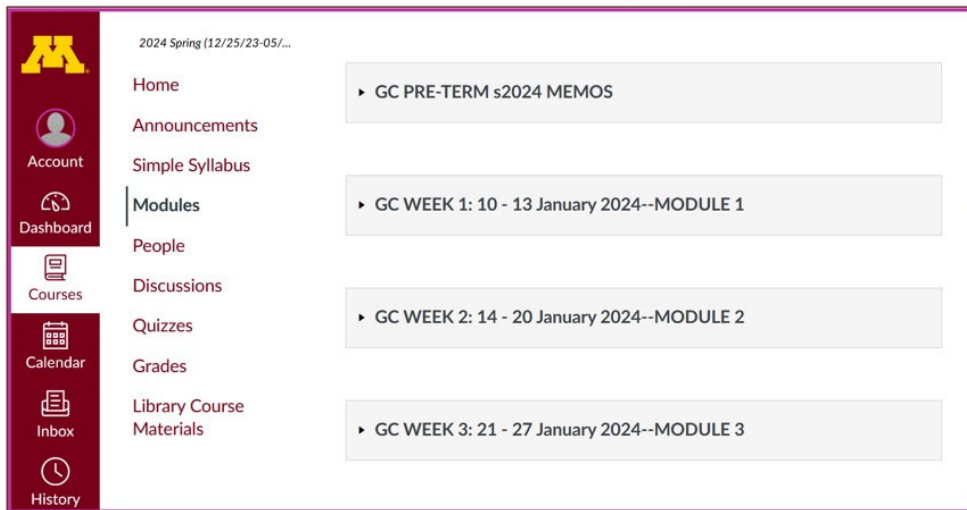 M
Account
Dashboard
Courses
Calendar
Inbox
History
2024 Spring (12/25/23-05/...
Home
Announcements
Simple Syllabus
Modules
People
Discussions
Quizzes
Grades
Library Course
Materials
GC PRE-TERM s2024 MEMOS
GC WEEK 1: 10 - 13 January 2024--MODULE 1
GC WEEK 2: 14 - 20 January 2024--MODULE 2
GC WEEK 3: 21 - 27 January 2024--MODULE 3